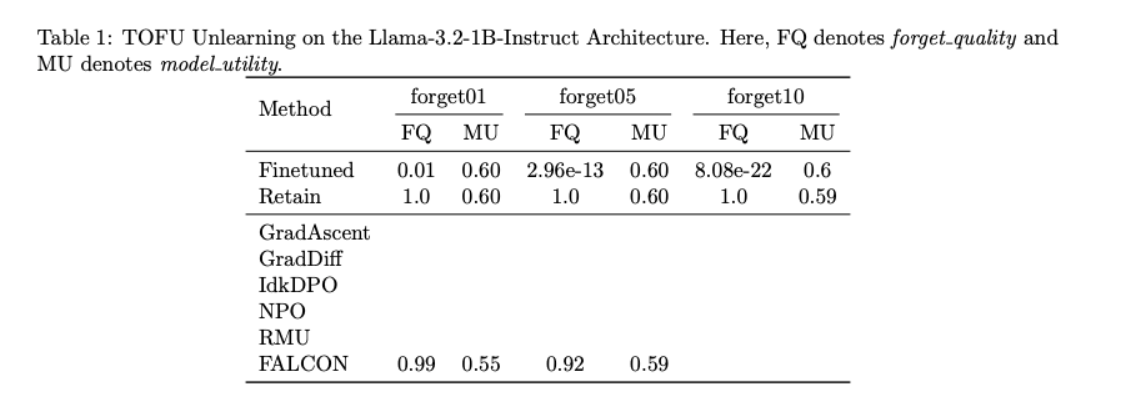 Table 1: TOFU Unlearning on the Llama-3.2-1B-Instruct Architecture. Here, FQ denotes forget_quality and
MU denotes model_utility.
Method forget01 forget05 forget10
FQ MU FQ MU FQ MU
Finetuned 0.01 0.60 2.96e-13 0.60 8.08e-22 0.6
Retain 1.0 0.60 1.0 0.60 1.0 0.59
GradAscent
GradDiff
IdkDPO
NPO
RMU
FALCON 0.99 0.55 0.92 0.59